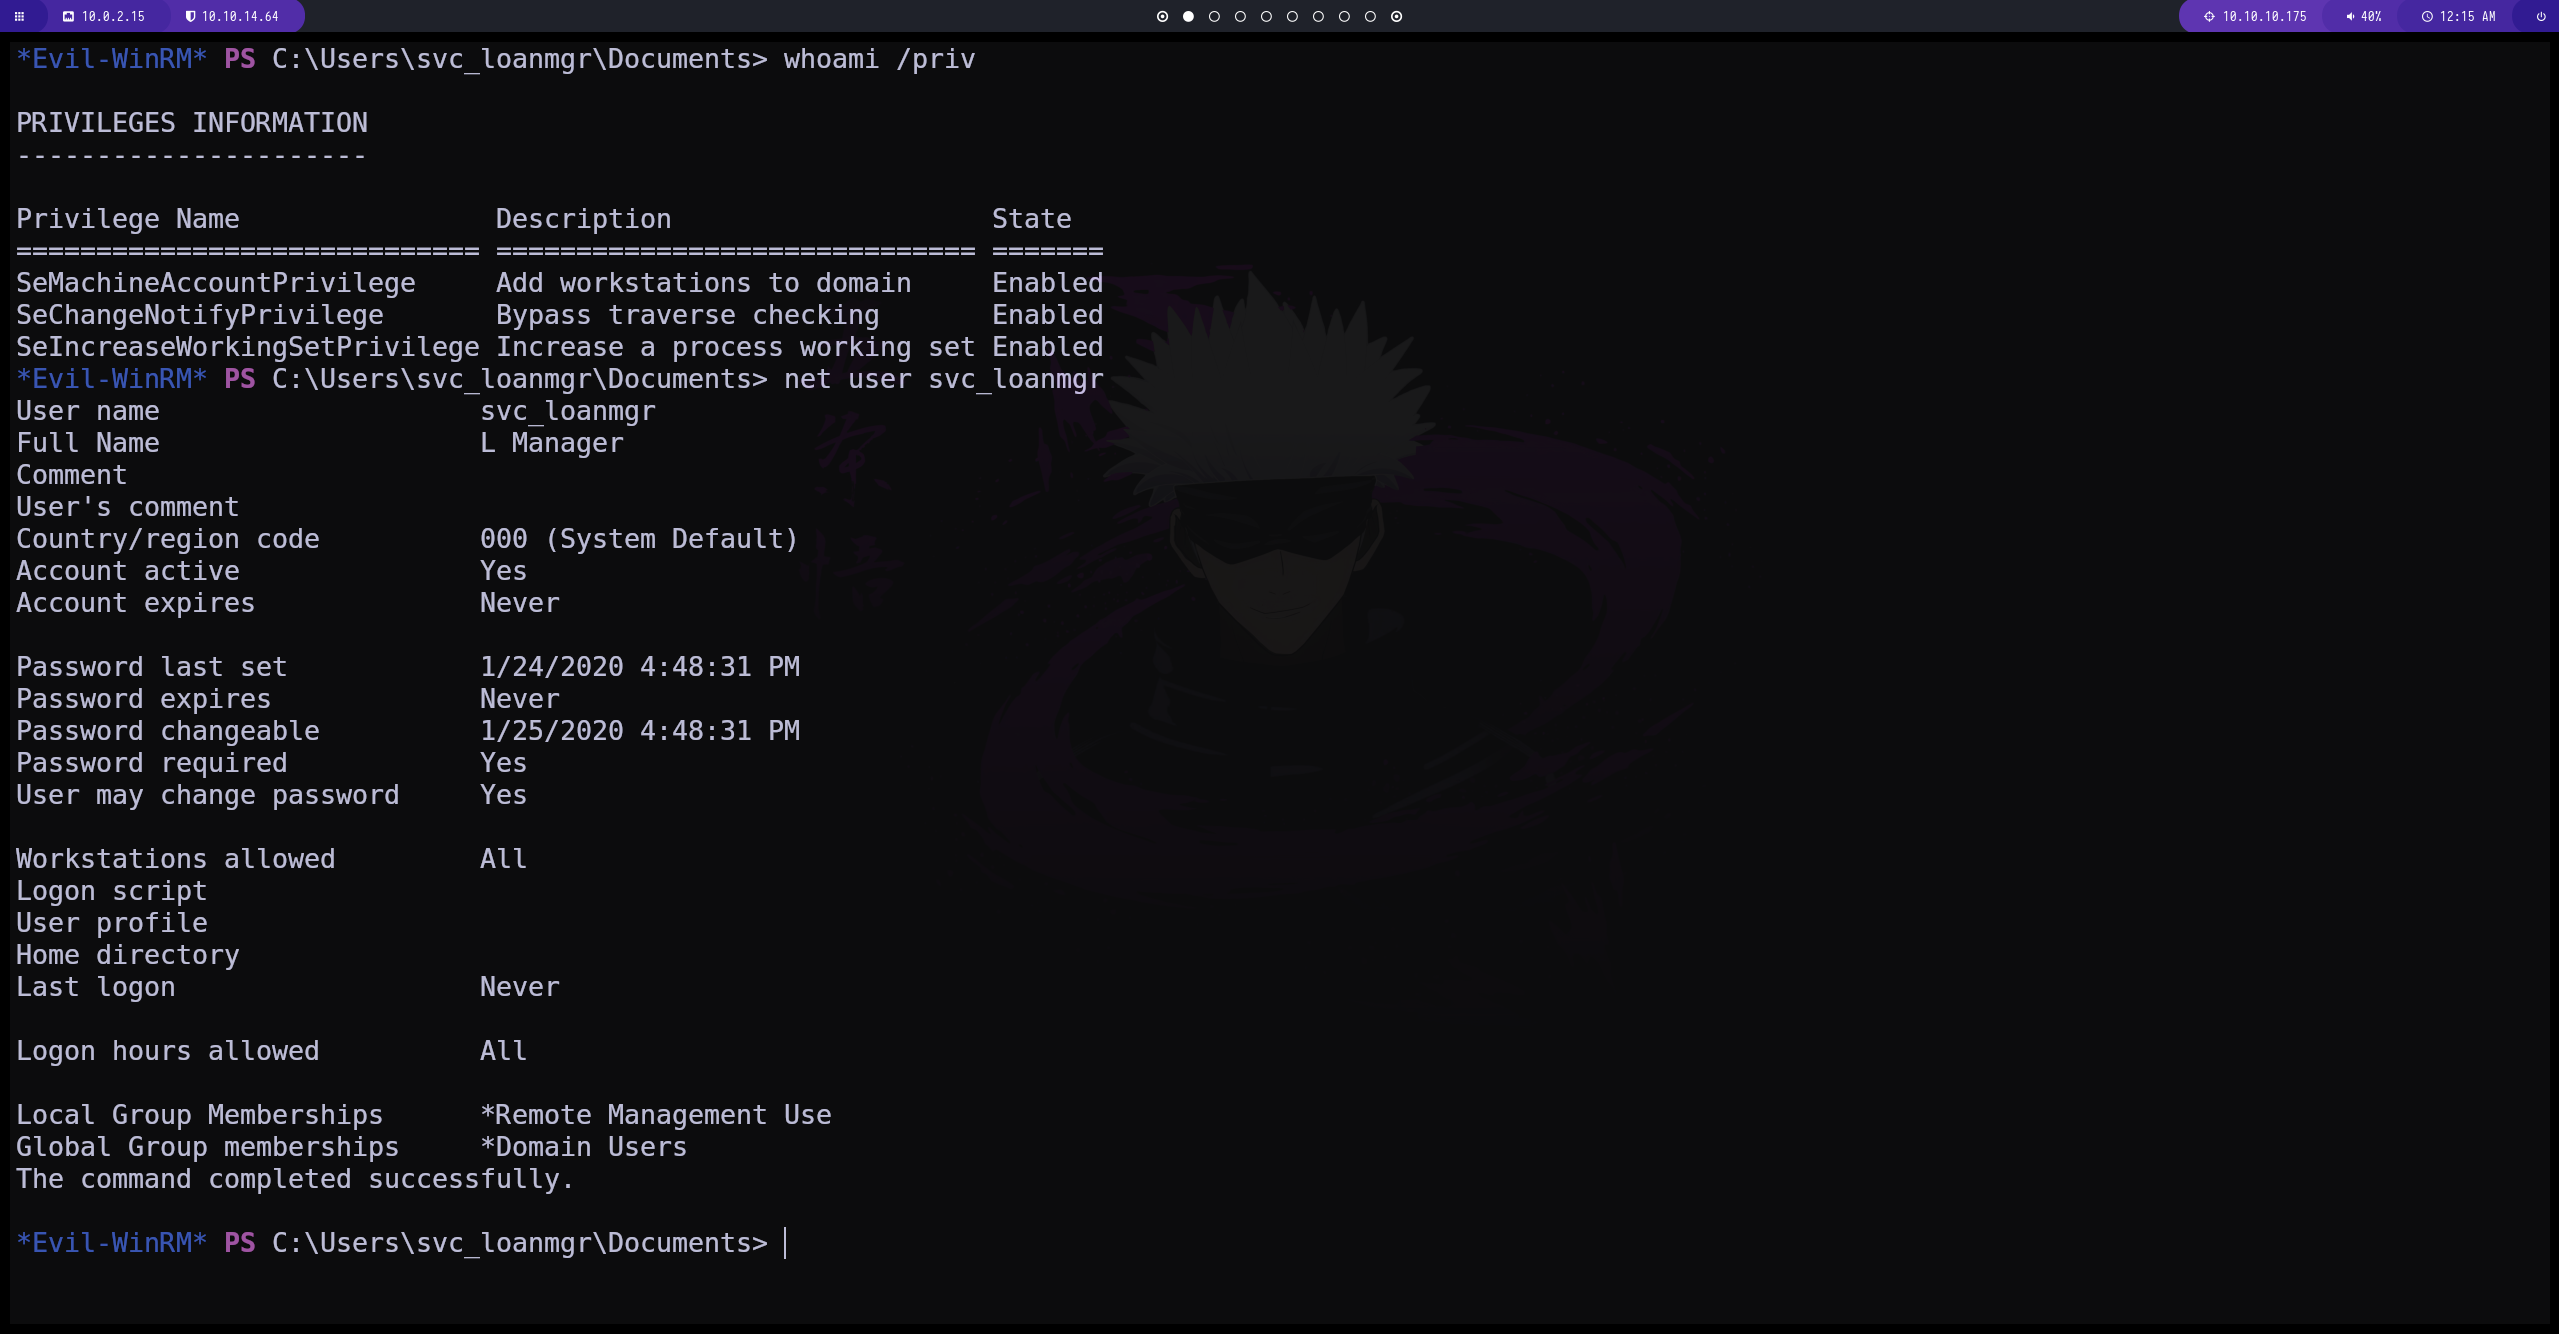 10.0.2.15 10.10.14.64 10.10.10.175 40% 12:15 AM
*Evil-WinRM* PS C:\Users\svc_loanmgr\Documents> whoami /priv
PRIVILEGES INFORMATION
----------------------
Privilege Name                Description                    State
============================= ============================== =======
SeMachineAccountPrivilege     Add workstations to domain     Enabled
SeChangeNotifyPrivilege       Bypass traverse checking       Enabled
SeIncreaseWorkingSetPrivilege Increase a process working set Enabled
*Evil-WinRM* PS C:\Users\svc_loanmgr\Documents> net user svc_loanmgr
User name                    svc_loanmgr
Full Name                    L Manager
Comment
User's comment
Country/region code          000 (System Default)
Account active               Yes
Account expires              Never
Password last set            1/24/2020 4:48:31 PM
Password expires             Never
Password changeable          1/25/2020 4:48:31 PM
Password required            Yes
User may change password     Yes
Workstations allowed         All
Logon script
User profile
Home directory
Last logon                   Never
Logon hours allowed          All
Local Group Memberships      *Remote Management Use
Global Group memberships     *Domain Users
The command completed successfully.
*Evil-WinRM* PS C:\Users\svc_loanmgr\Documents>